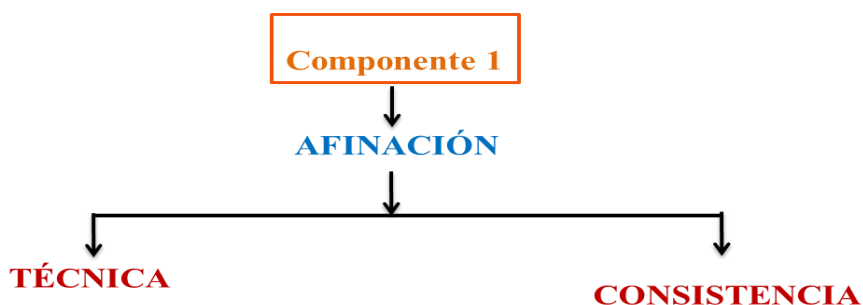 Componente 1
AFINACIÓN
TÉCNICA
CONSISTENCIA